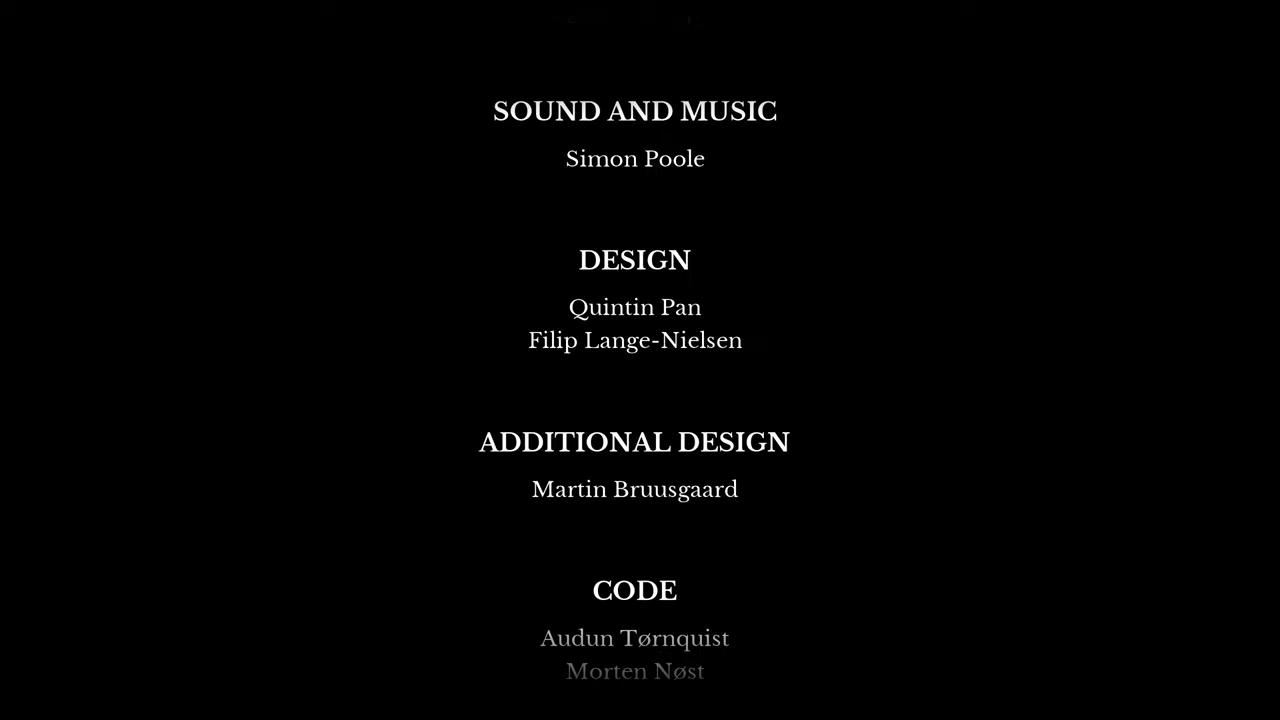 SOUND AND MUSIC
Simon Poole
DESIGN
Quintin Pan
Filip Lange-Nielsen
ADDITIONAL DESIGN
Martin Bruusgaard
CODE
Audun Tørnquist
Morten Nøst